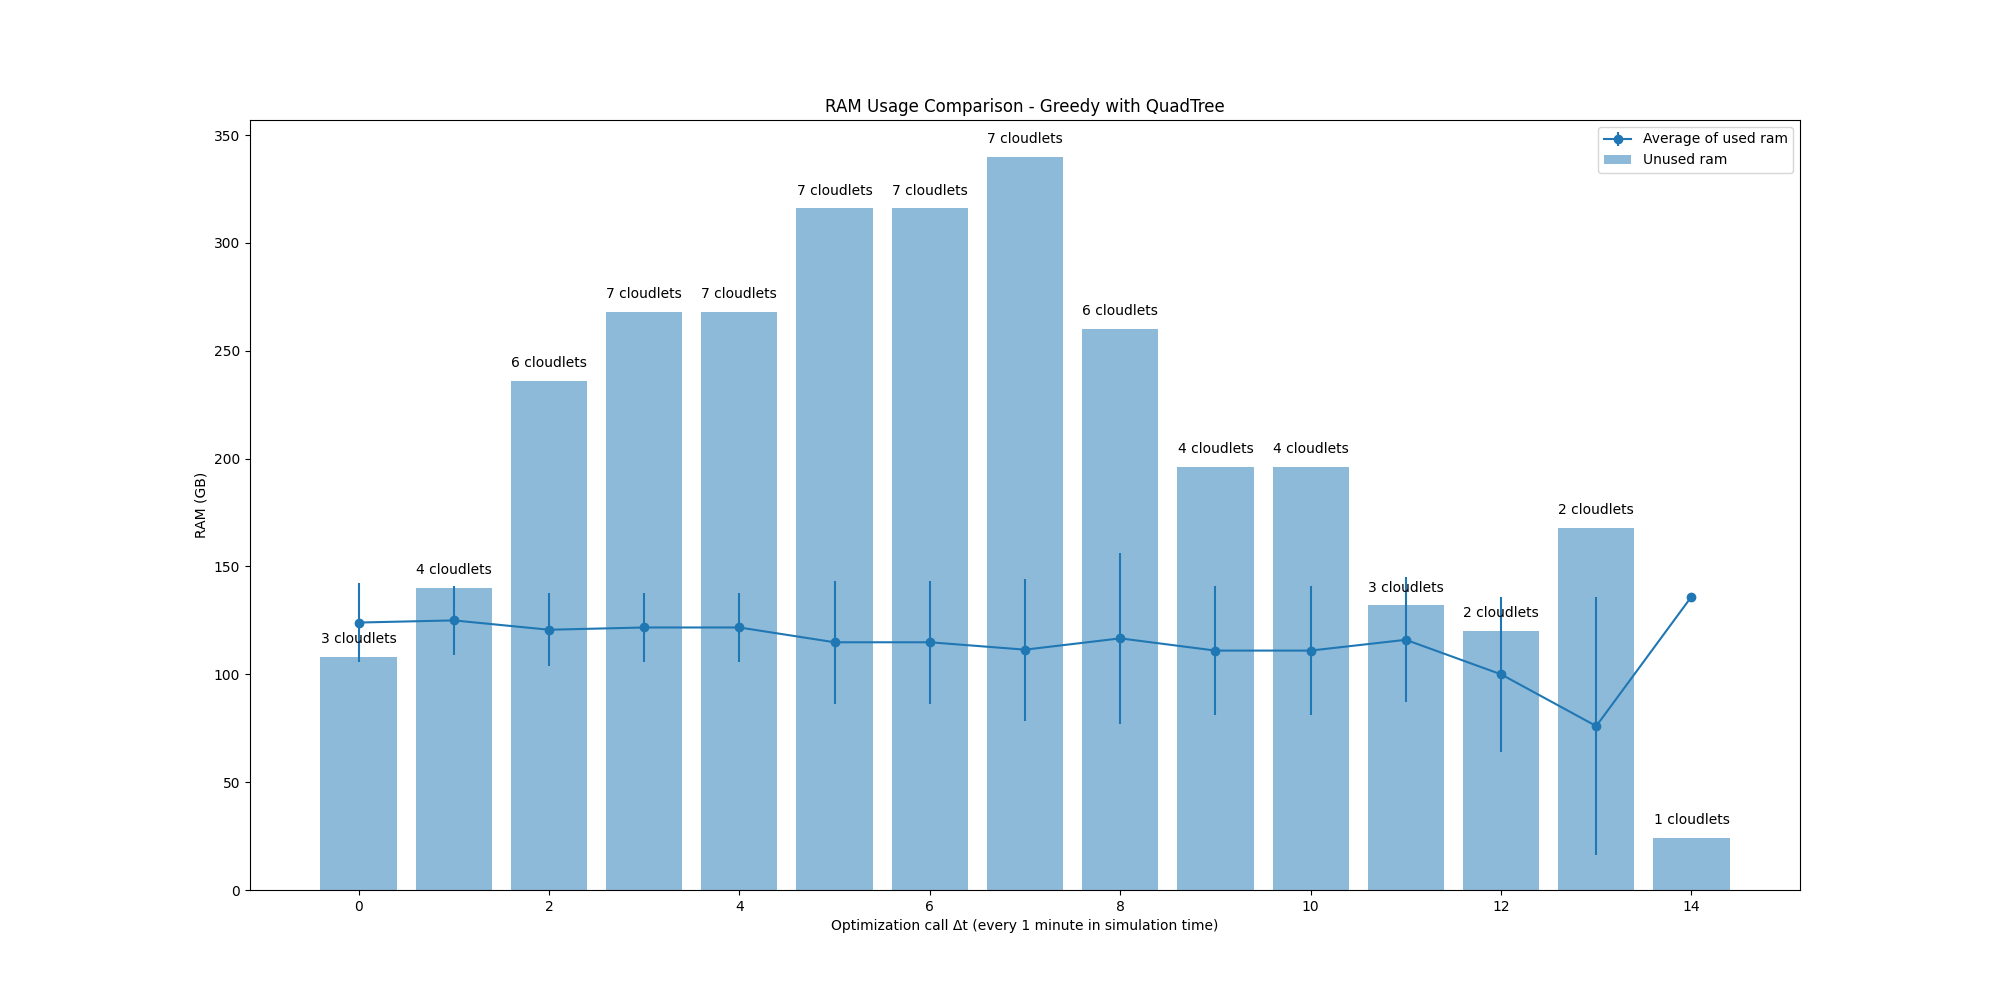 RAM Usage Comparison - Greedy with QuadTree
Average of used ram
Unused ram
RAM (GB)
350
300
250
200
150
100
50
0
3 cloudlets
4 cloudlets
6 cloudlets
7 cloudlets
7 cloudlets
7 cloudlets
7 cloudlets
7 cloudlets
6 cloudlets
4 cloudlets
4 cloudlets
3 cloudlets
2 cloudlets
2 cloudlets
1 cloudlets
0 2 4 6 8 10 12 14
Optimization call Δt (every 1 minute in simulation time)